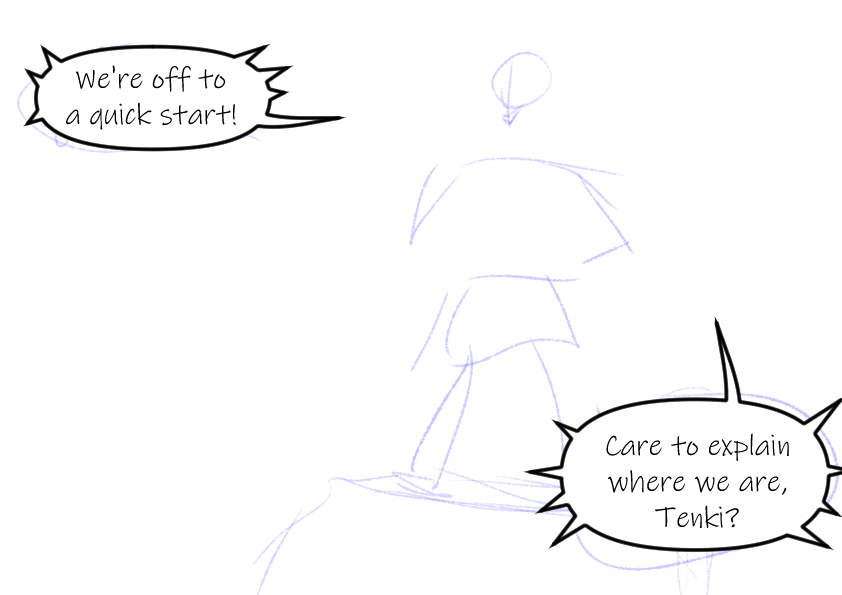 We're off to
a quick start!
Care to explain
where we are,
Tenki?